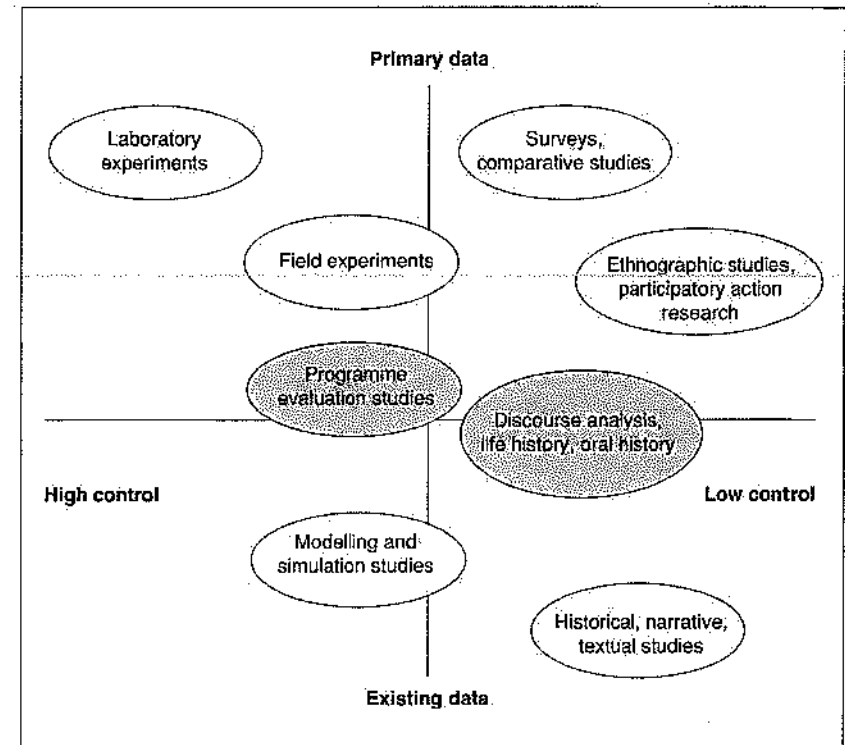 Primary data
Laboratory
experiments
Surveys,
comparative studies
Field experiments
Ethnographic studies,
participatory action
research
Programme
evaluation studies
Discourse analysis,
life history, oral history
High control
Low control
Modelling and
simulation studies
Historical, narrative,
textual studies
Existing data